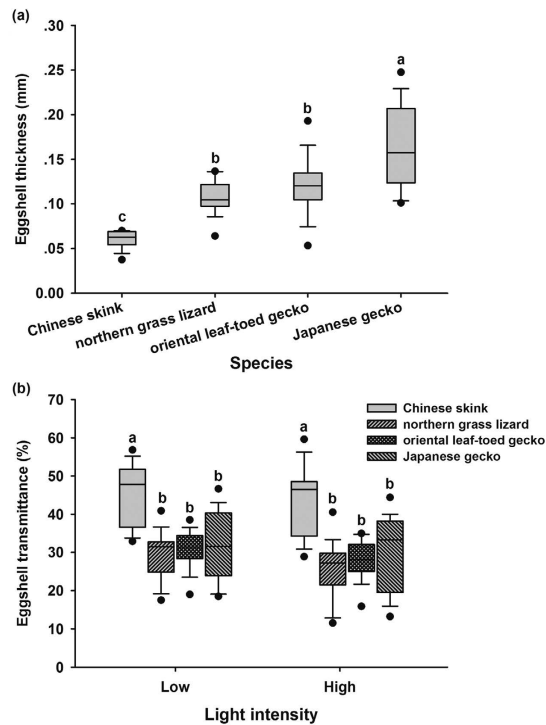 (a)
Eggshell thickness (mm)
.30
.25
.20
.15
.10
.05
0.00
c
b
b
a
Chinese skink
northern grass lizard
oriental leaf-toed gecko
Japanese gecko
Species
(b)
Eggshell transmittance (%)
70
60
50
40
30
20
10
0
Chinese skink
northern grass lizard
oriental leaf-toed gecko
Japanese gecko
a
b
b
b
a
b
b
b
Low
High
Light intensity